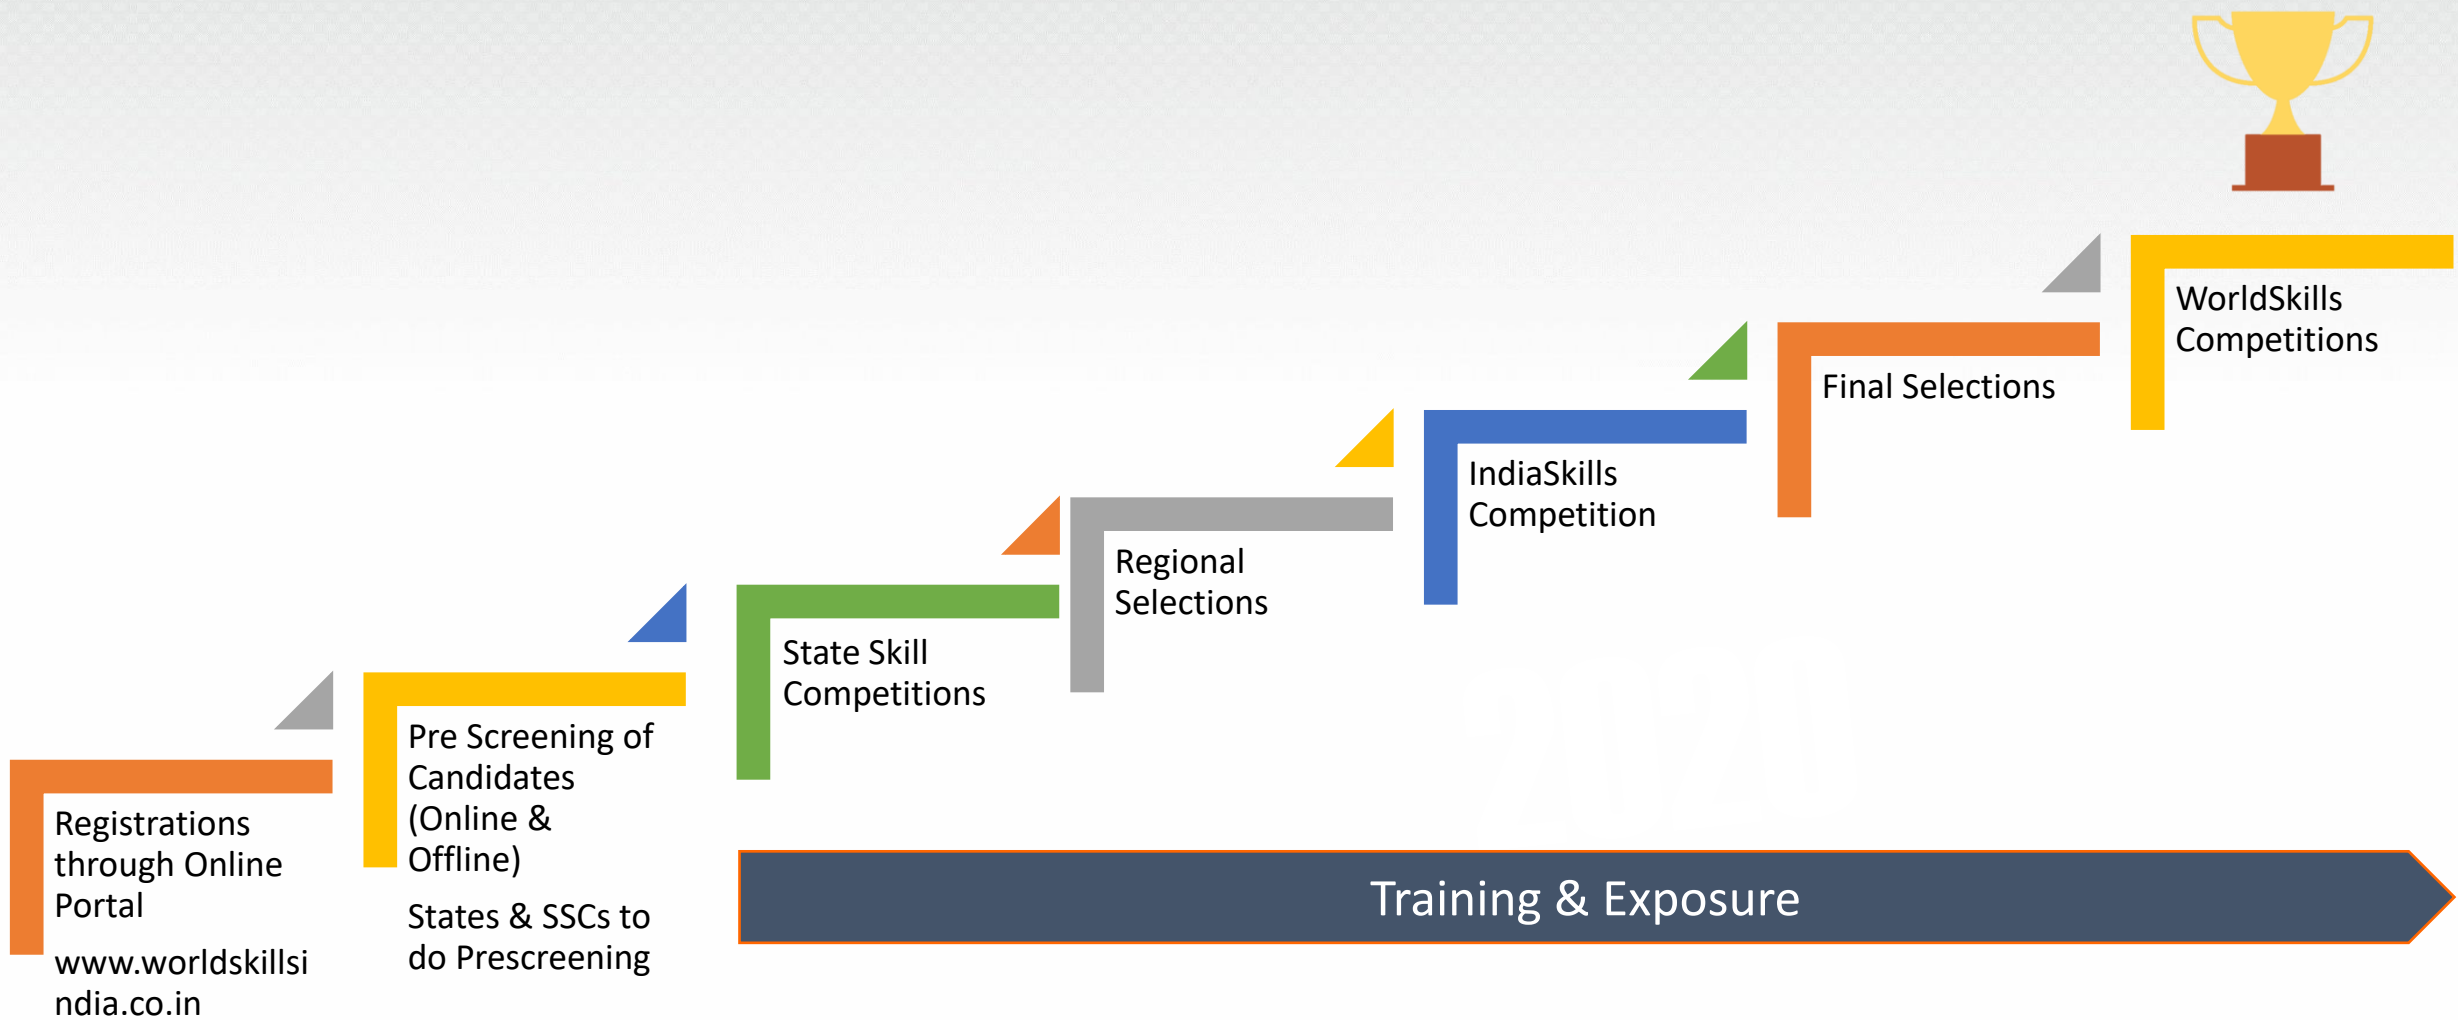 Registrations
through Online
Portal
www.worldskillsi
ndia.co.in
Pre Screening of
Candidates
(Online &
Offline)
States & SSCs to
do Prescreening
State Skill
Competitions
Regional
Selections
IndiaSkills
Competition
Final Selections
WorldSkills
Competitions
Training & Exposure
2020